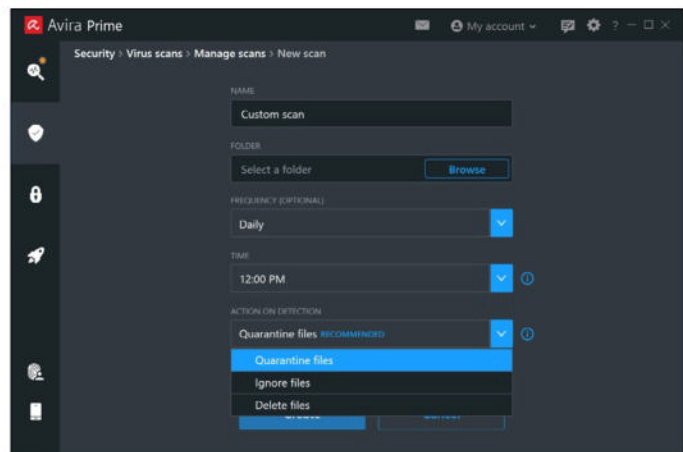 Avira Prime
My account
Security > Virus scans > Manage scans > New scan
NAME
Custom scan
FOLDER
Select a folder
Browse
FREQUENCY (OPTIONAL)
Daily
TIME
12:00 PM
ACTION ON DETECTION
Quarantine files RECOMMENDED
Quarantine files
Ignore files
Delete files
Create
Cancel